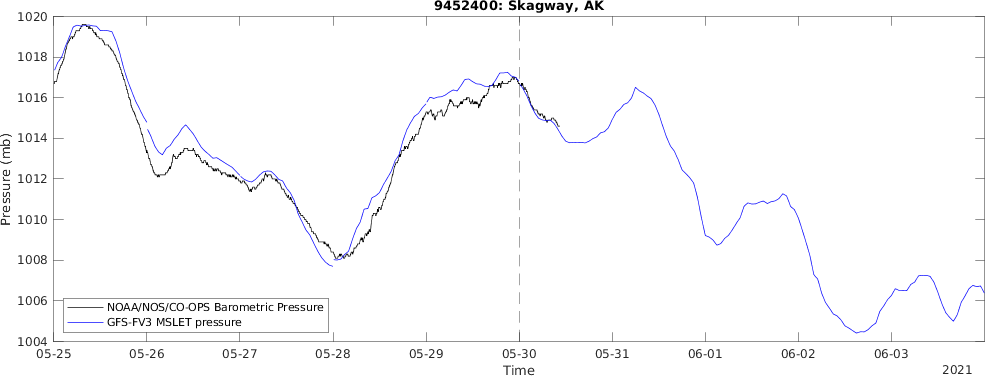 9452400: Skagway, AK
Pressure (mb)
1020
1018
1016
1014
1012
1010
1008
1006
1004
NOAA/NOS/CO-OPS Barometric Pressure
GFS-FV3 MSLET pressure
05-25 05-26 05-27 05-28 05-29 05-30 05-31 06-01 06-02 06-03
Time
2021